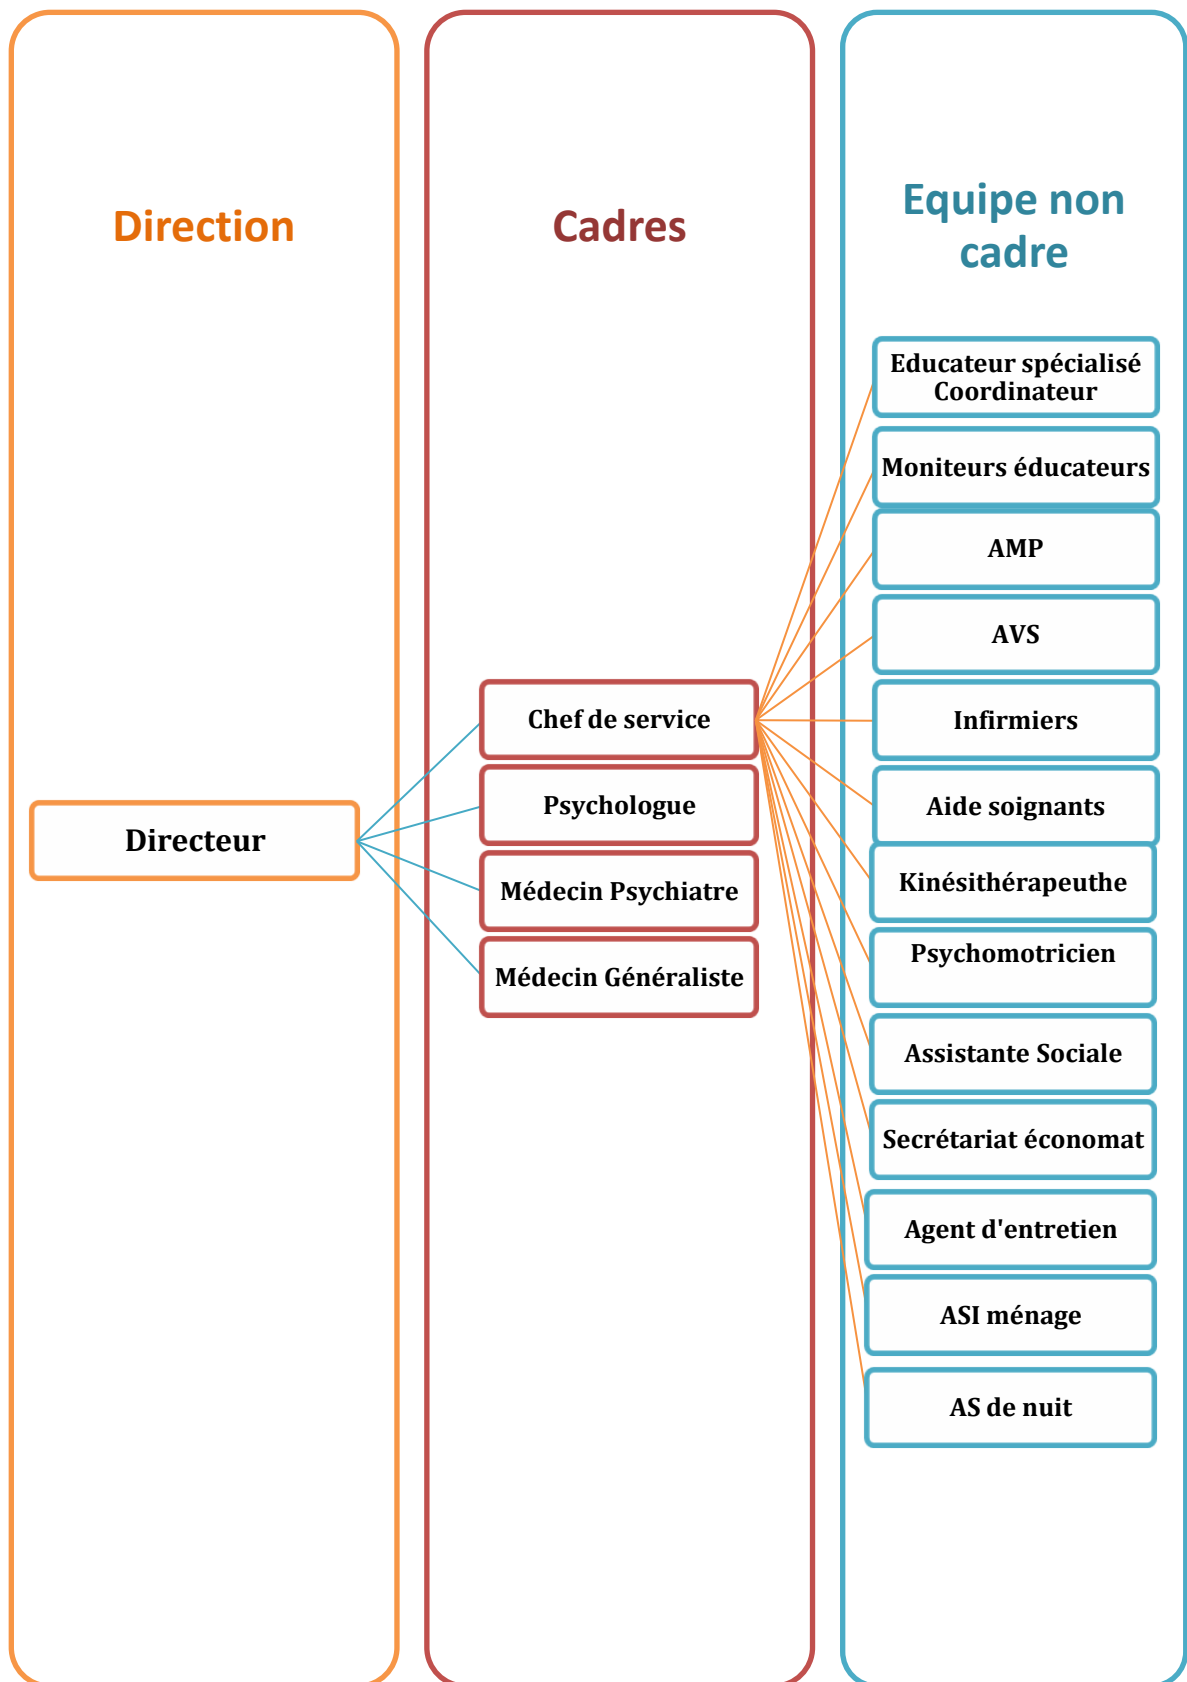 Direction
Cadres
Equipe non
cadre
Directeur
Chef de service
Psychologue
Médecin Psychiatre
Médecin Généraliste
Educateur spécialisé
Coordinateur
Moniteurs éducateurs
AMP
AVS
Infirmiers
Aide soignants
Kinésithérapeuthe
Psychomotricien
Assistante Sociale
Secrétariat économat
Agent d'entretien
ASI ménage
AS de nuit